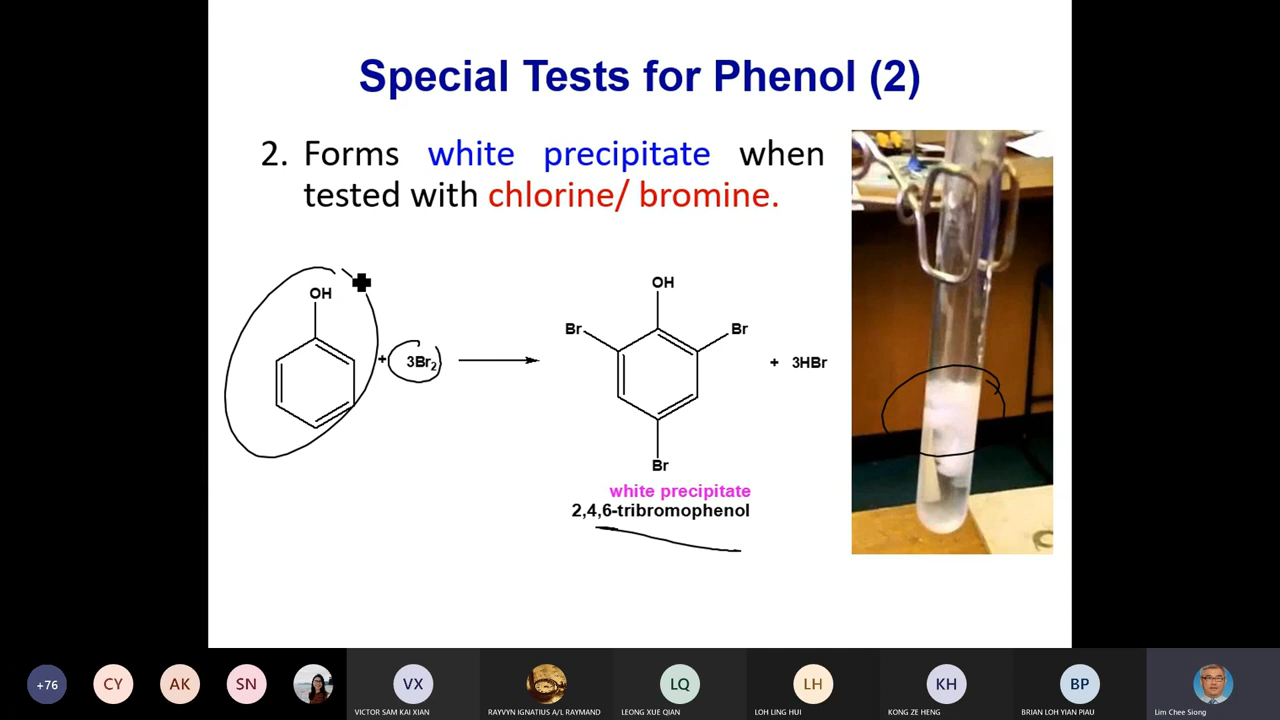 Special Tests for Phenol (2)
2. Forms white precipitate when
tested with chlorine/ bromine.
OH
+ 3Br₂
OH
Br
Br
Br
+ 3HBr
white precipitate
2,4,6-tribromophenol
+76
CY
AK
SN
VX
VICTOR SAM KAI XIAN
RAYVYN IGNATIUS A/L RAYMAND
LQ
LEONG XUE QIAN
LH
LOH LING HUI
KH
KONG ZE HENG
BP
BRIAN LOH YIAN PIAU
Lim Chee Siong